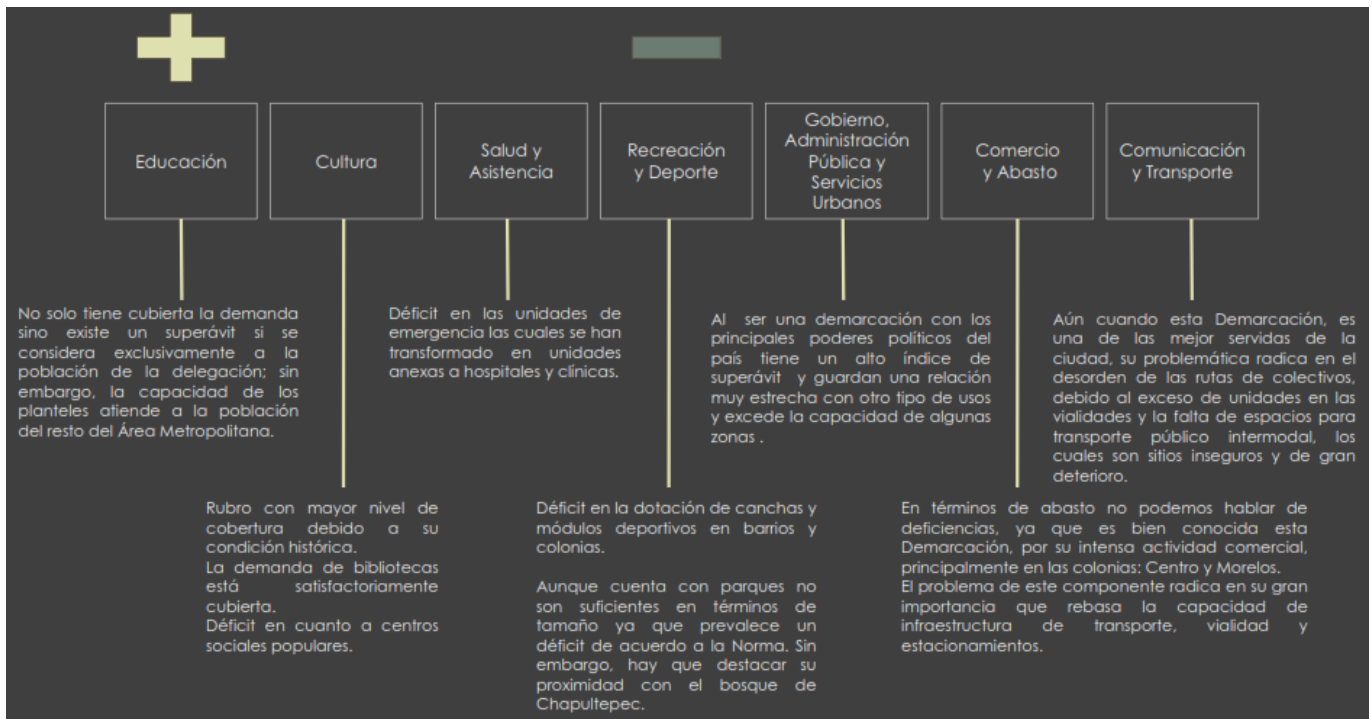 Educación
Cultura
Salud y
Asistencia
Recreación
y Deporte
Gobierno,
Administración
Pública y
Servicios
Urbanos
Comercio
y Abasto
Comunicación
y Transporte
No solo tiene cubierta la demanda
sino existe un superávit si se
considera exclusivamente a la
población de la delegación; sin
embargo, la capacidad de los
planteles atiende a la población
del resto del Área Metropolitana.
Déficit en las unidades de
emergencia las cuales se han
transformado en unidades
anexas a hospitales y clínicas.
Al ser una demarcación con los
principales poderes políticos del
país tiene un alto índice de
superávit y guardan una relación
muy estrecha con otro tipo de usos
y excede la capacidad de algunas
zonas .
Aún cuando esta Demarcación, es
una de las mejor servidas de la
ciudad, su problemática radica en el
desorden de las rutas de colectivos,
debido al exceso de unidades en las
vialidades y la falta de espacios para
transporte público intermodal, los
cuales son sitios inseguros y de gran
deterioro.
Rubro con mayor nivel de
cobertura debido a su
condición histórica.
La demanda de bibliotecas
está satisfactoriamente
cubierta.
Déficit en cuanto a centros
sociales populares.
Déficit en la dotación de canchas y
módulos deportivos en barrios y
colonias.
Aunque cuenta con parques no
son suficientes en términos de
tamaño ya que prevalece un
déficit de acuerdo a la Norma. Sin
embargo, hay que destacar su
proximidad con el bosque de
Chapultepec.
En términos de abasto no podemos hablar de
deficiencias, ya que es bien conocida esta
Demarcación, por su intensa actividad comercial,
principalmente en las colonias: Centro y Morelos.
El problema de este componente radica en su gran
importancia que rebasa la capacidad de
infraestructura de transporte, vialidad y
estacionamientos.